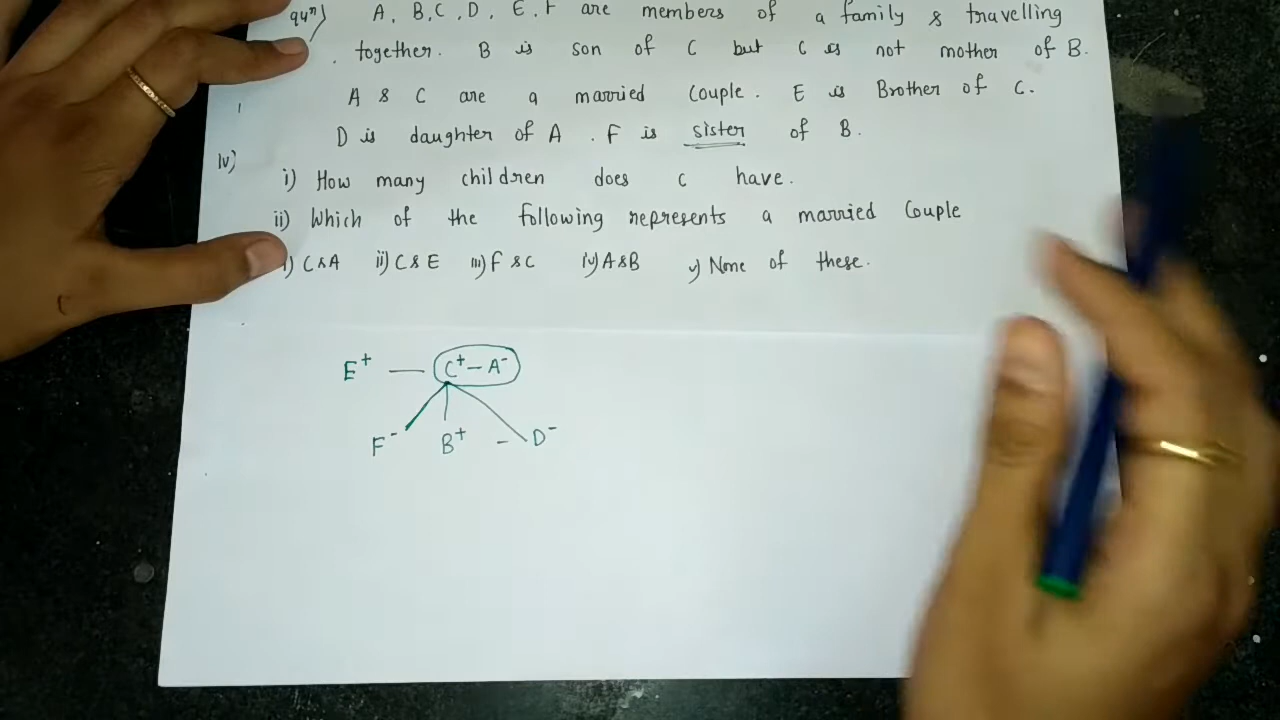 qun) A, B, C, D, E, F are members of a family & travelling
together. B is son of C but C is not mother of B.
A & C are a married Couple. E is Brother of C.
D is daughter of A. F is sister of B.
iv)
i) How many children does C have.
ii) Which of the following represents a married Couple
i) C & A ii) C & E iii) F & C iv) A & B v) None of these.
E+ — C+ – A-
F- B+ - D-